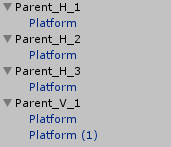 Parent_H_1
Platform
Parent_H_2
Platform
Parent_H_3
Platform
Parent_V_1
Platform
Platform (1)